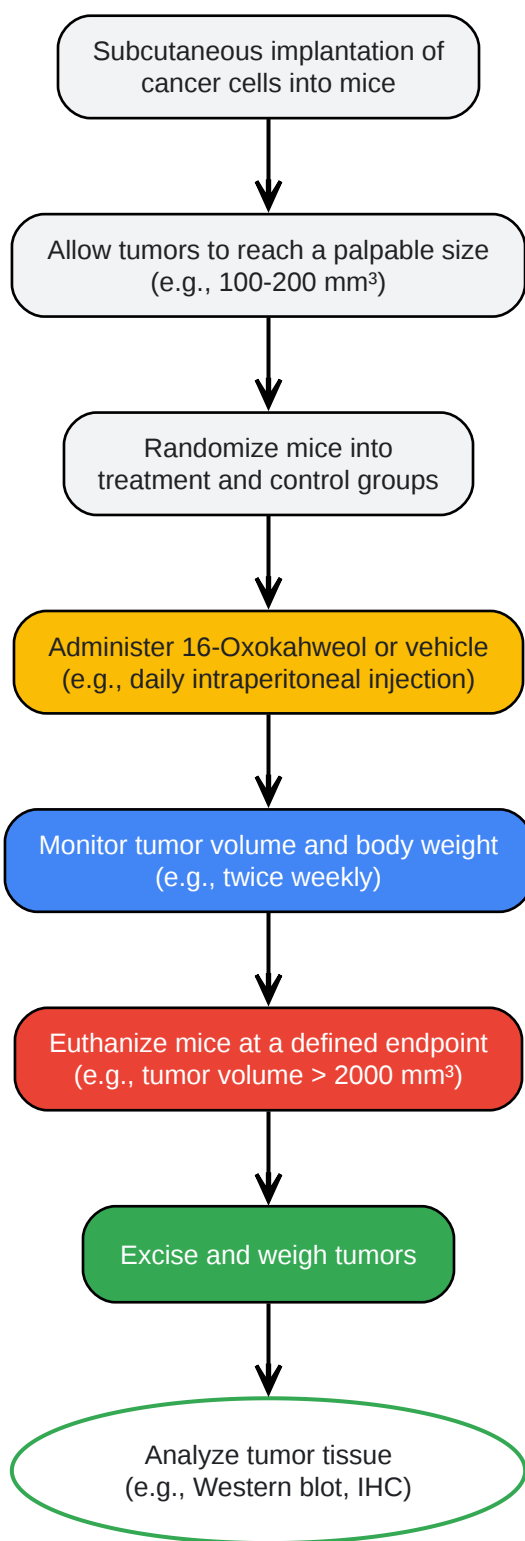 Subcutaneous implantation of
cancer cells into mice
Allow tumors to reach a palpable size
(e.g., 100-200 mm³)
Randomize mice into
treatment and control groups
Administer 16-Oxokahweol or vehicle
(e.g., daily intraperitoneal injection)
Monitor tumor volume and body weight
(e.g., twice weekly)
Euthanize mice at a defined endpoint
(e.g., tumor volume > 2000 mm³)
Excise and weigh tumors
Analyze tumor tissue
(e.g., Western blot, IHC)